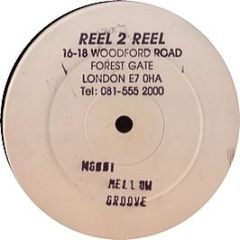 REEL 2 REEL
16-18 WOODFORD ROAD
FOREST GATE
LONDON E7 0HA
Tel: 081-555 2000
MG001
MELLOW
GROOVE